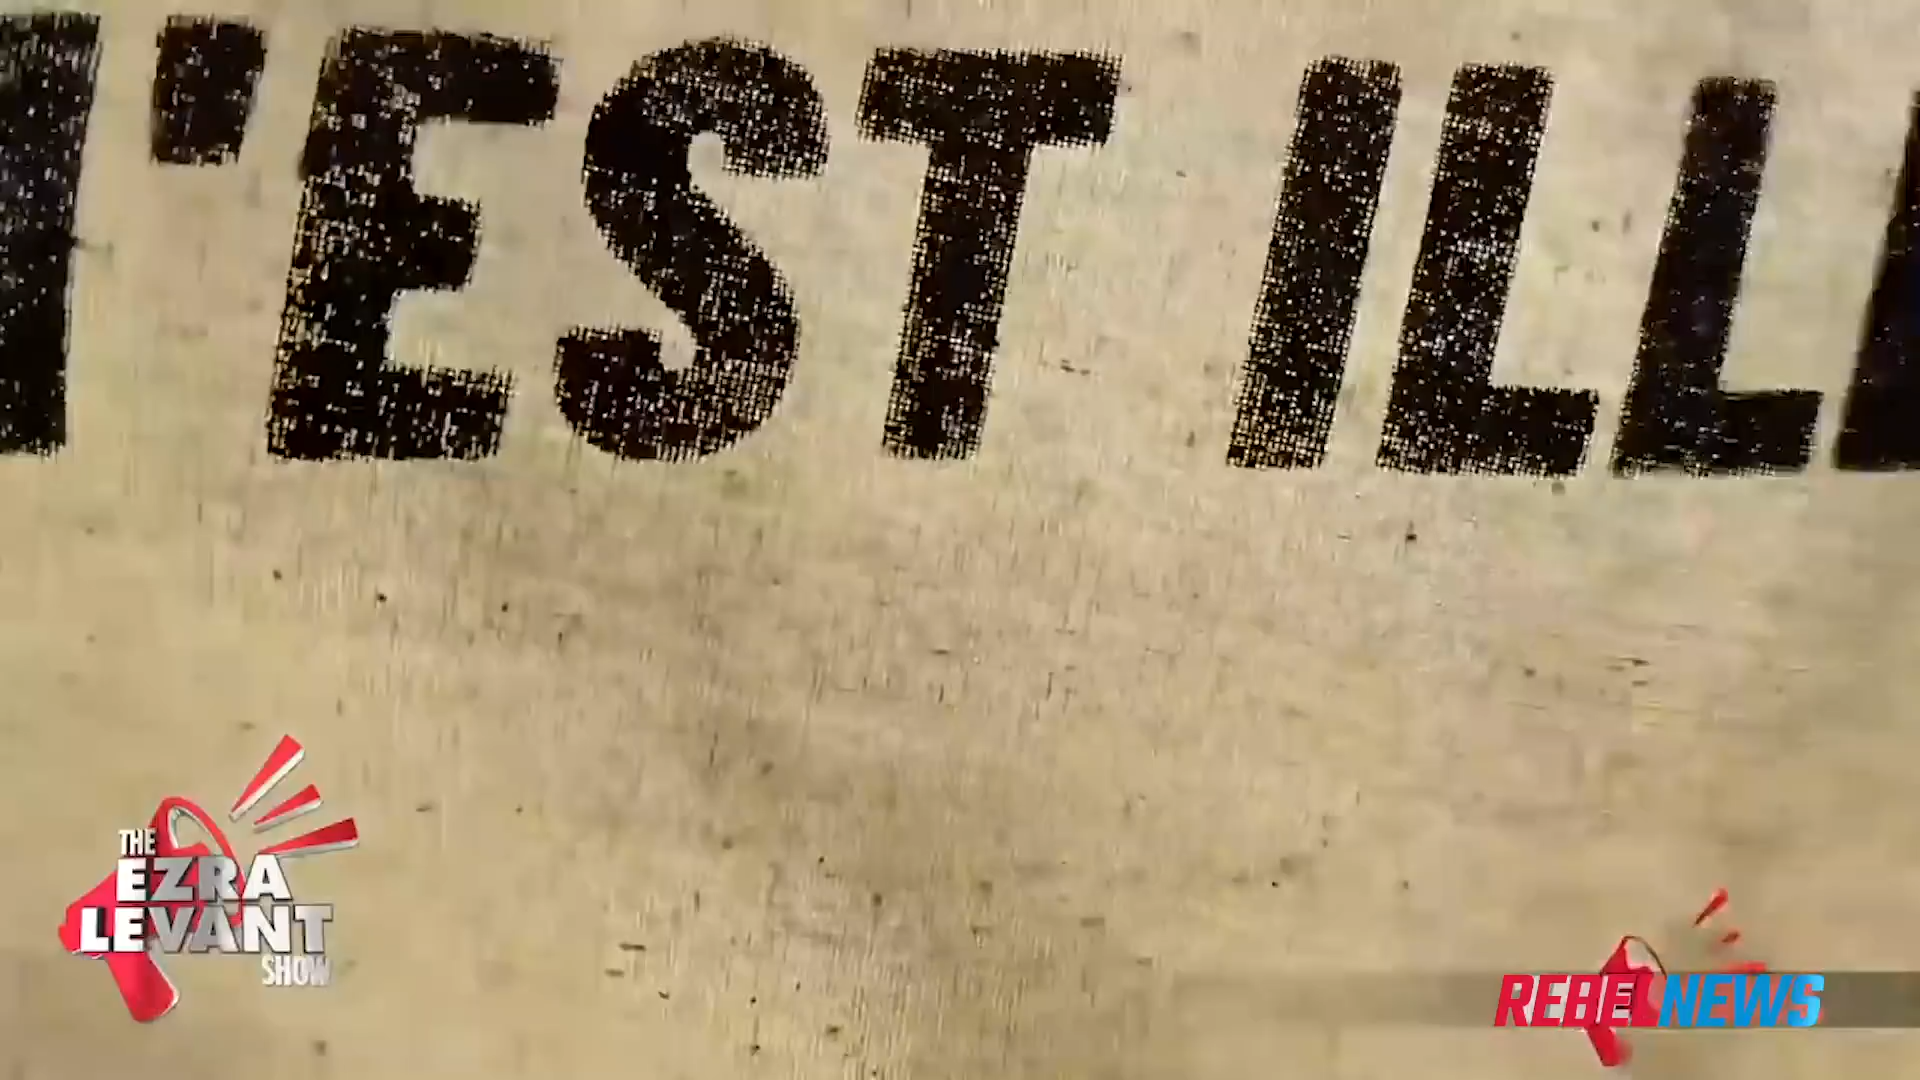 'EST ILL
THE
EZRA
LEVANT
SHOW
REBEL NEWS